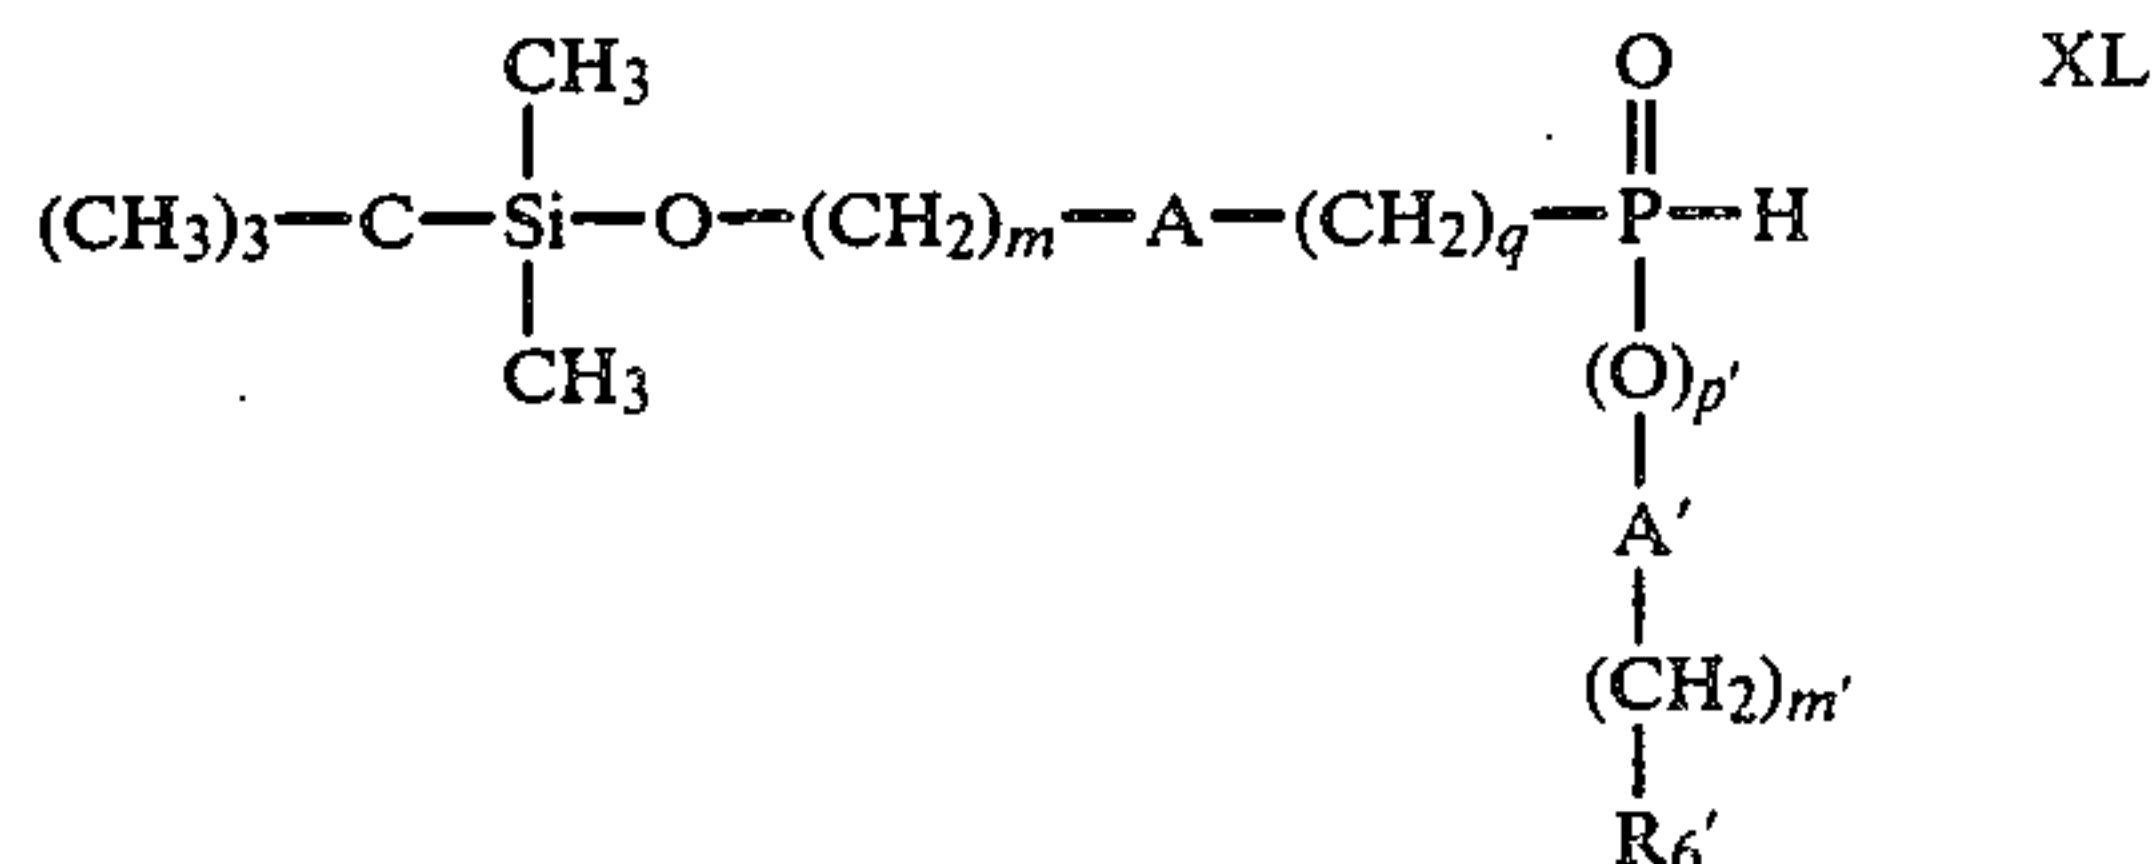 CH3 O XL
(CH3)3—C—Si—O—(CH2)m—A—(CH2)q—P—H
CH3 (O)p′
A′
(CH2)m′
R6′